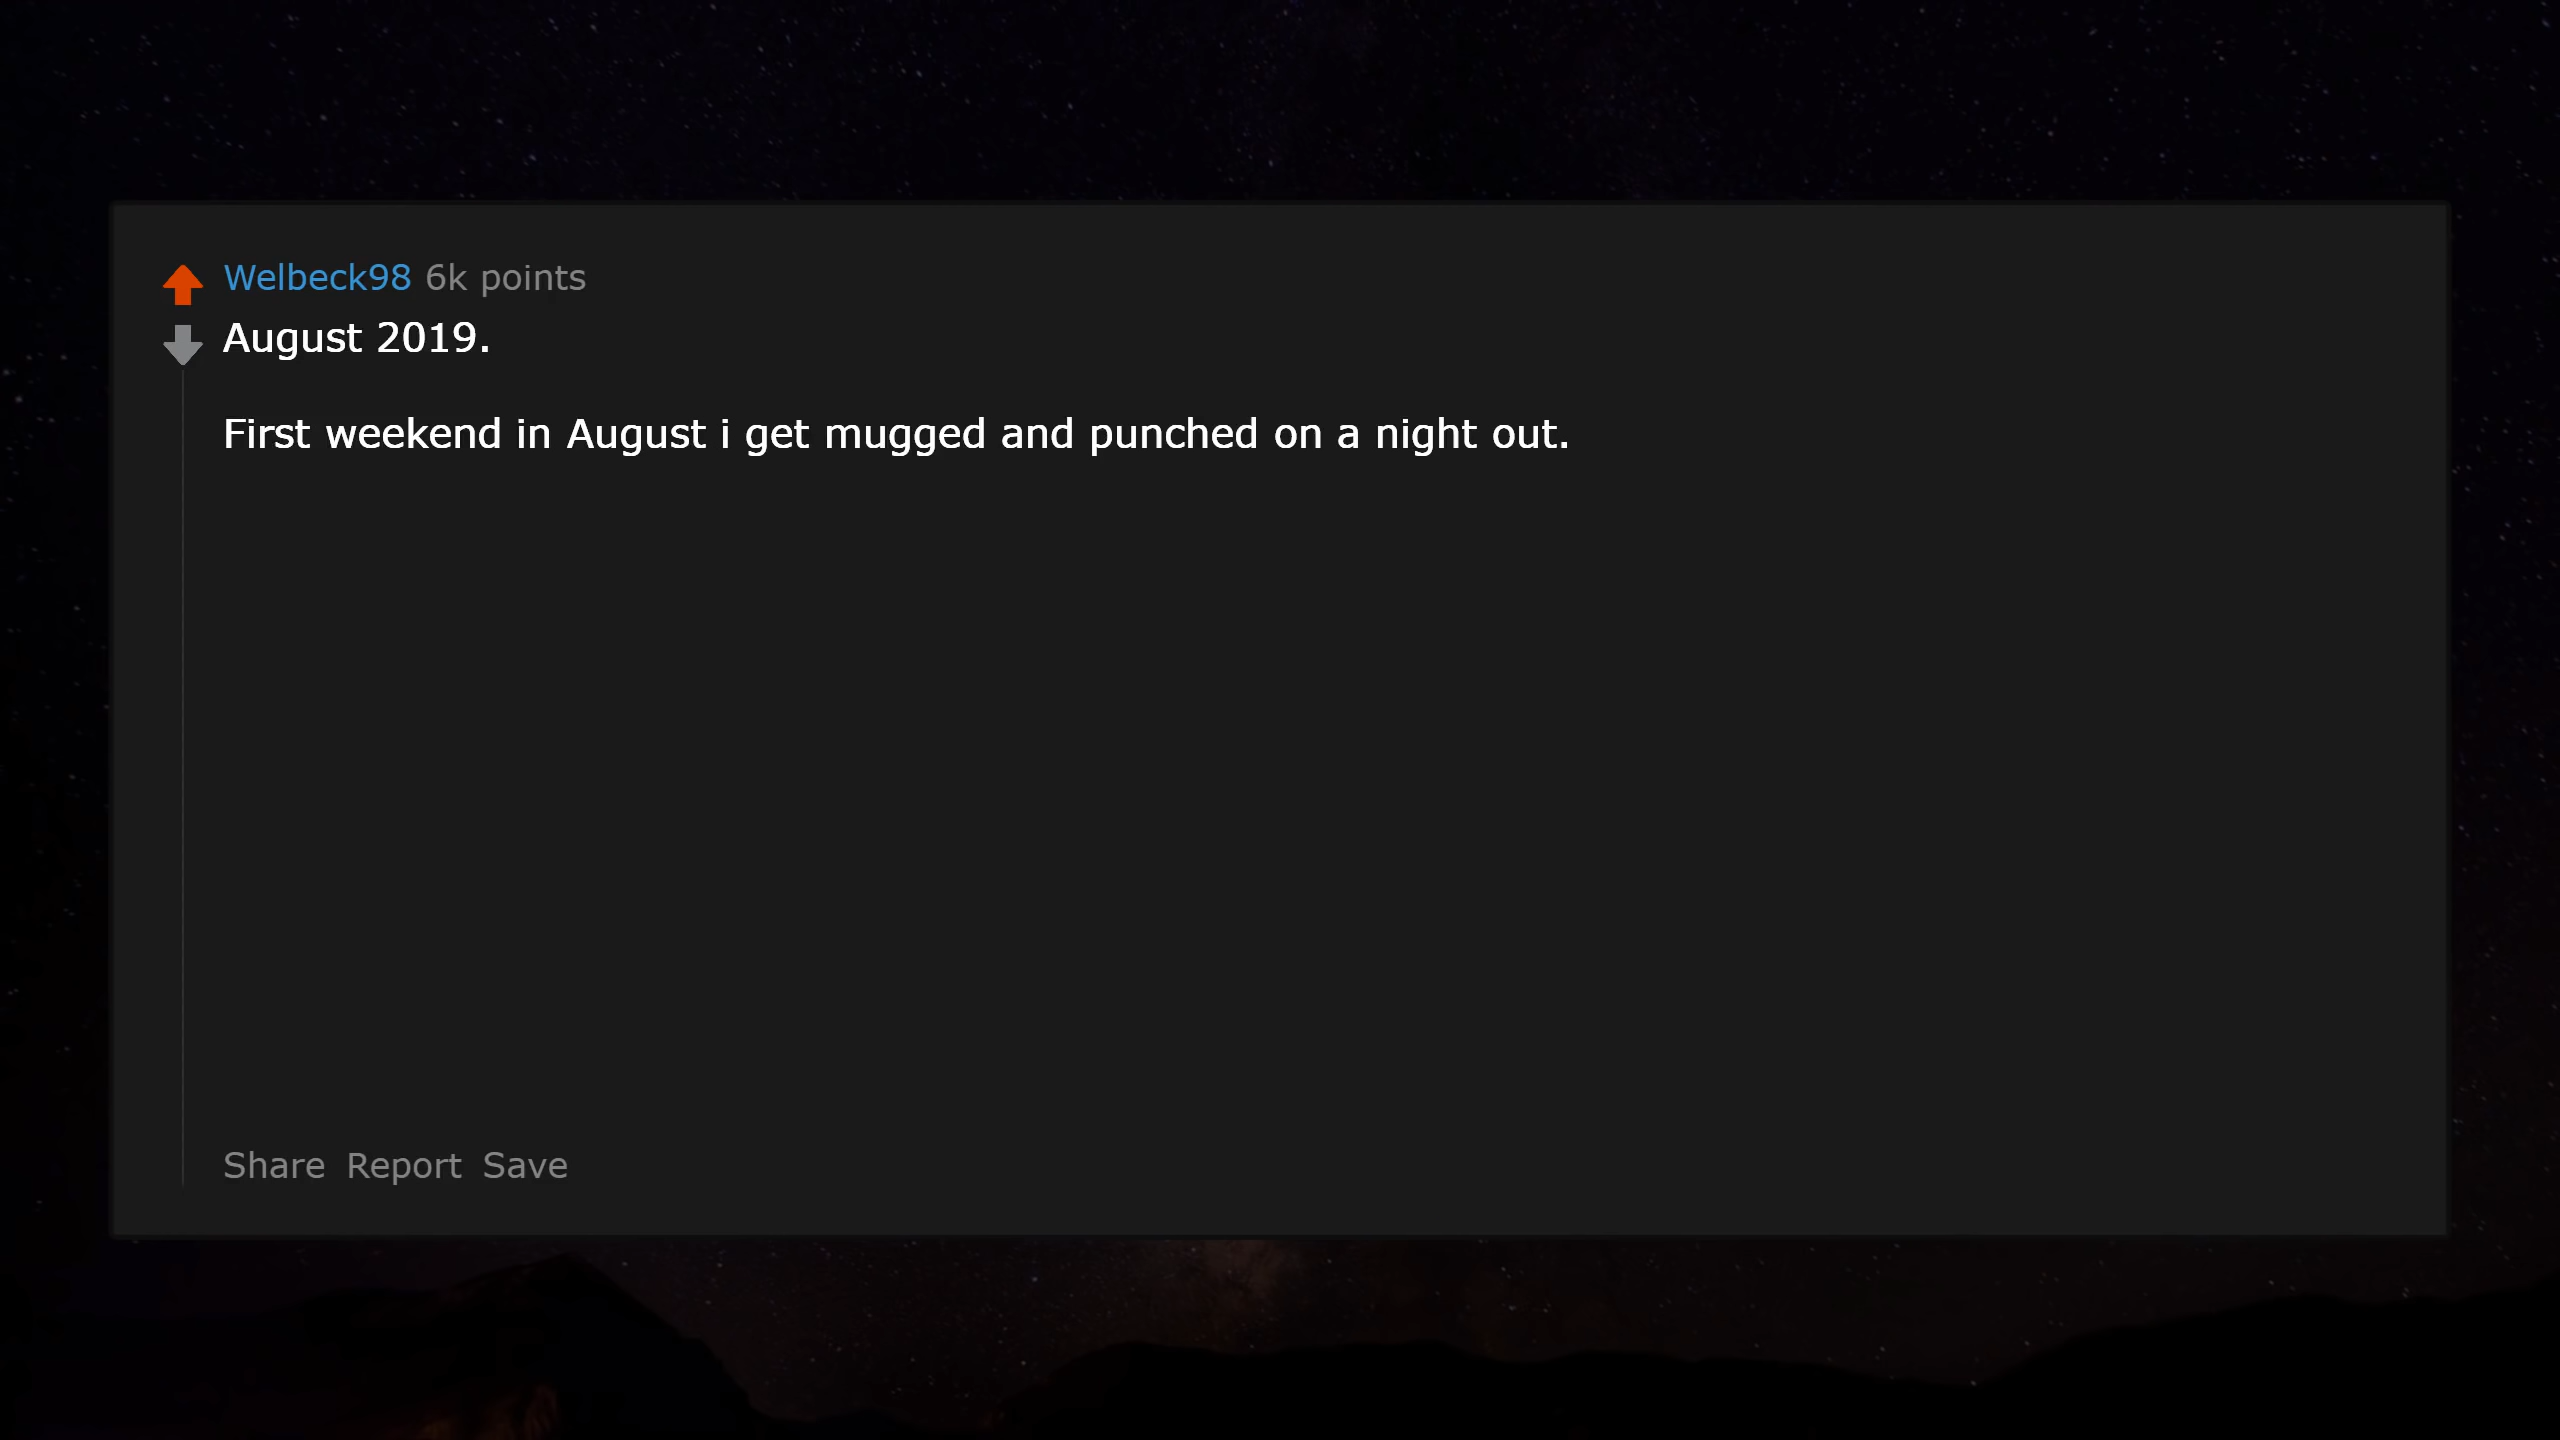 Welbeck98 6k points
August 2019.
First weekend in August i get mugged and punched on a night out.
Share Report Save